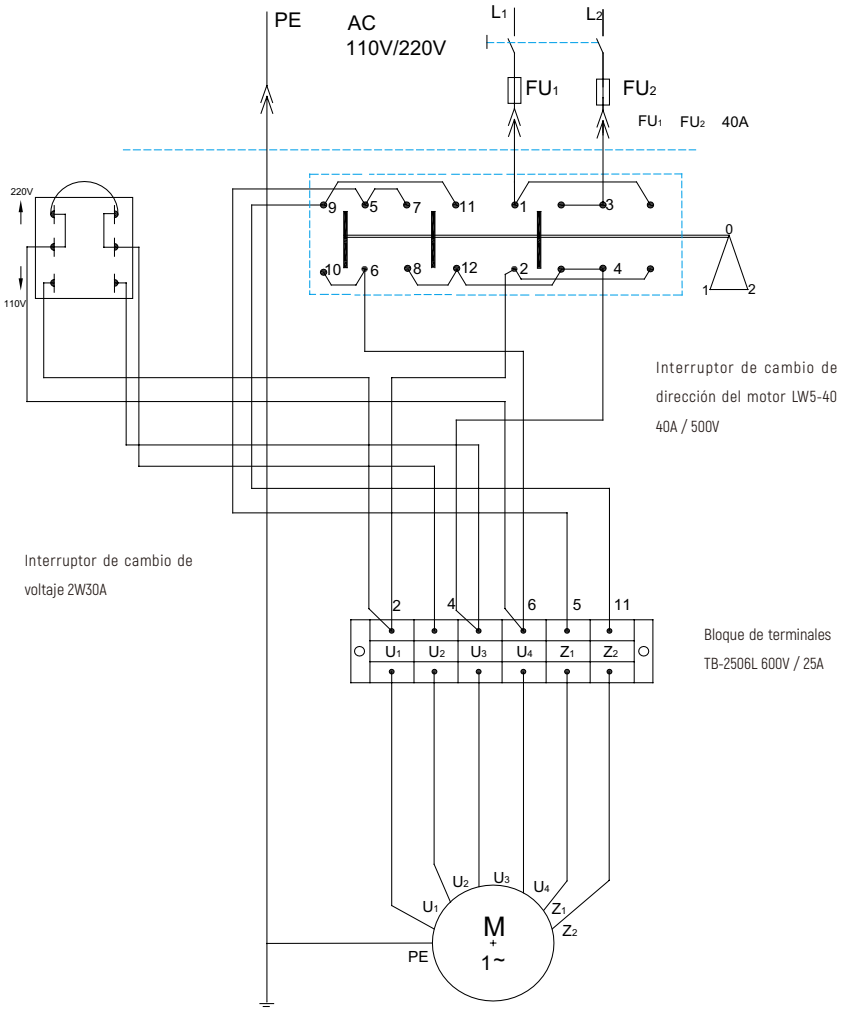 PE
AC
110V/220V
L1
L2
FU1
FU2
FU1 FU2 40A
220V
110V
9 5 7 11 1 3
10 6 8 12 2 4
0
1 2
Interruptor de cambio de
dirección del motor LW5-40
40A / 500V
Interruptor de cambio de
voltaje 2W30A
2 4 6 5 11
U1 U2 U3 U4 Z1 Z2
Bloque de terminales
TB-2506L 600V / 25A
U1 U2 U3 U4 Z1 Z2
PE
M
1~